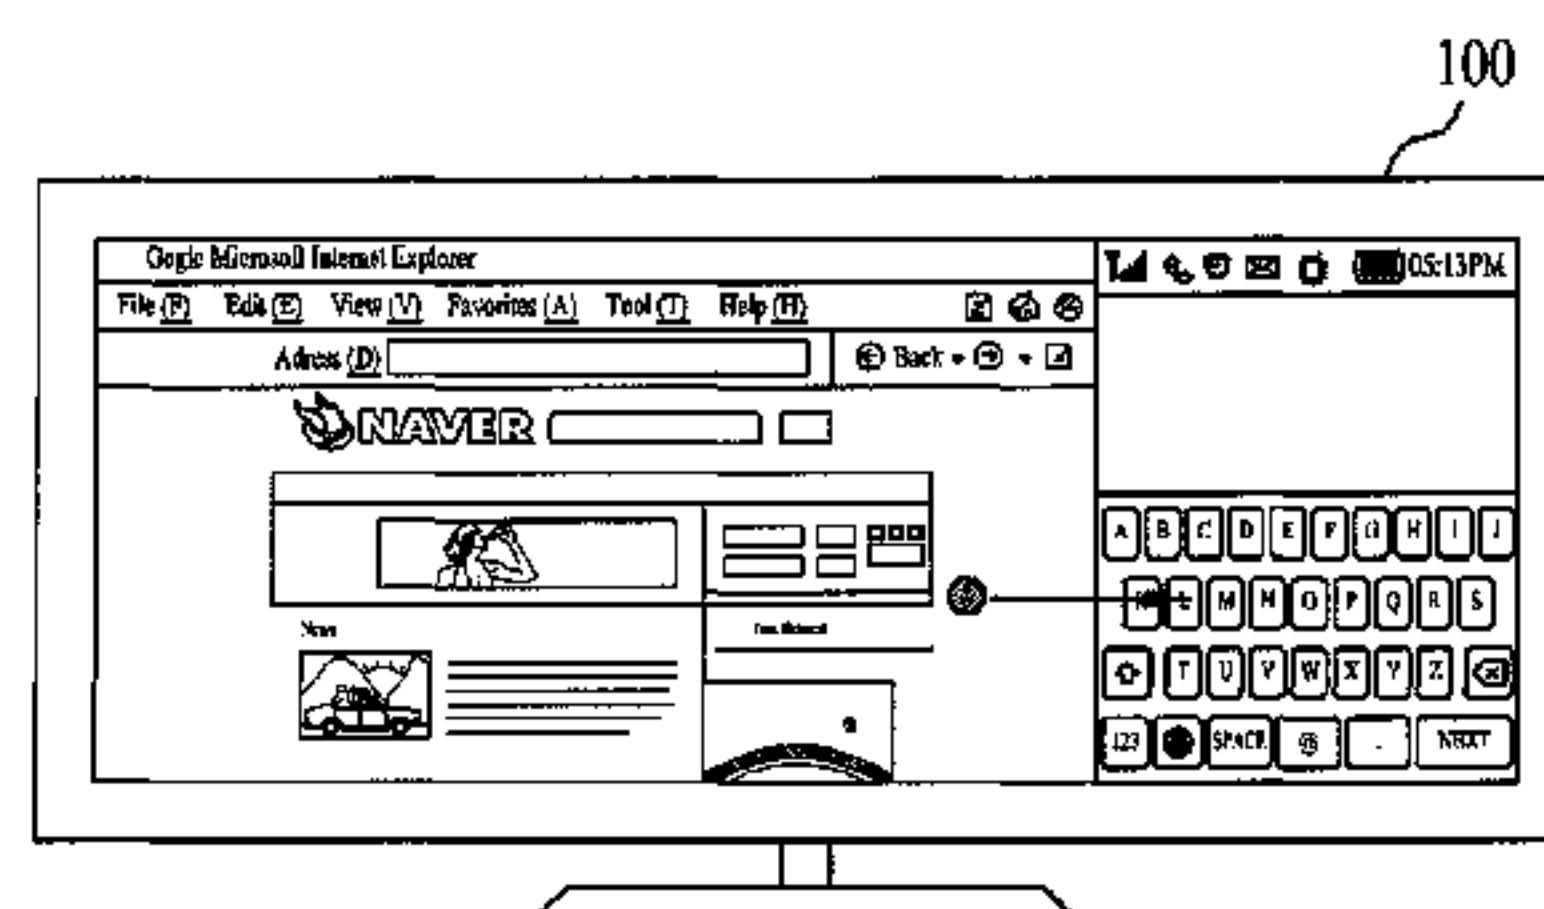 100
Gogle Microsoft Internet Explorer
05:13PM
File (F) Edit (E) View (V) Favorites (A) Tool (T) Help (H)
Adress (D)
Back
NAVER
A B C D E F G H I J
K L M N O P Q R S
News
T U V W X Y Z
123 SPACE @ . NEXT